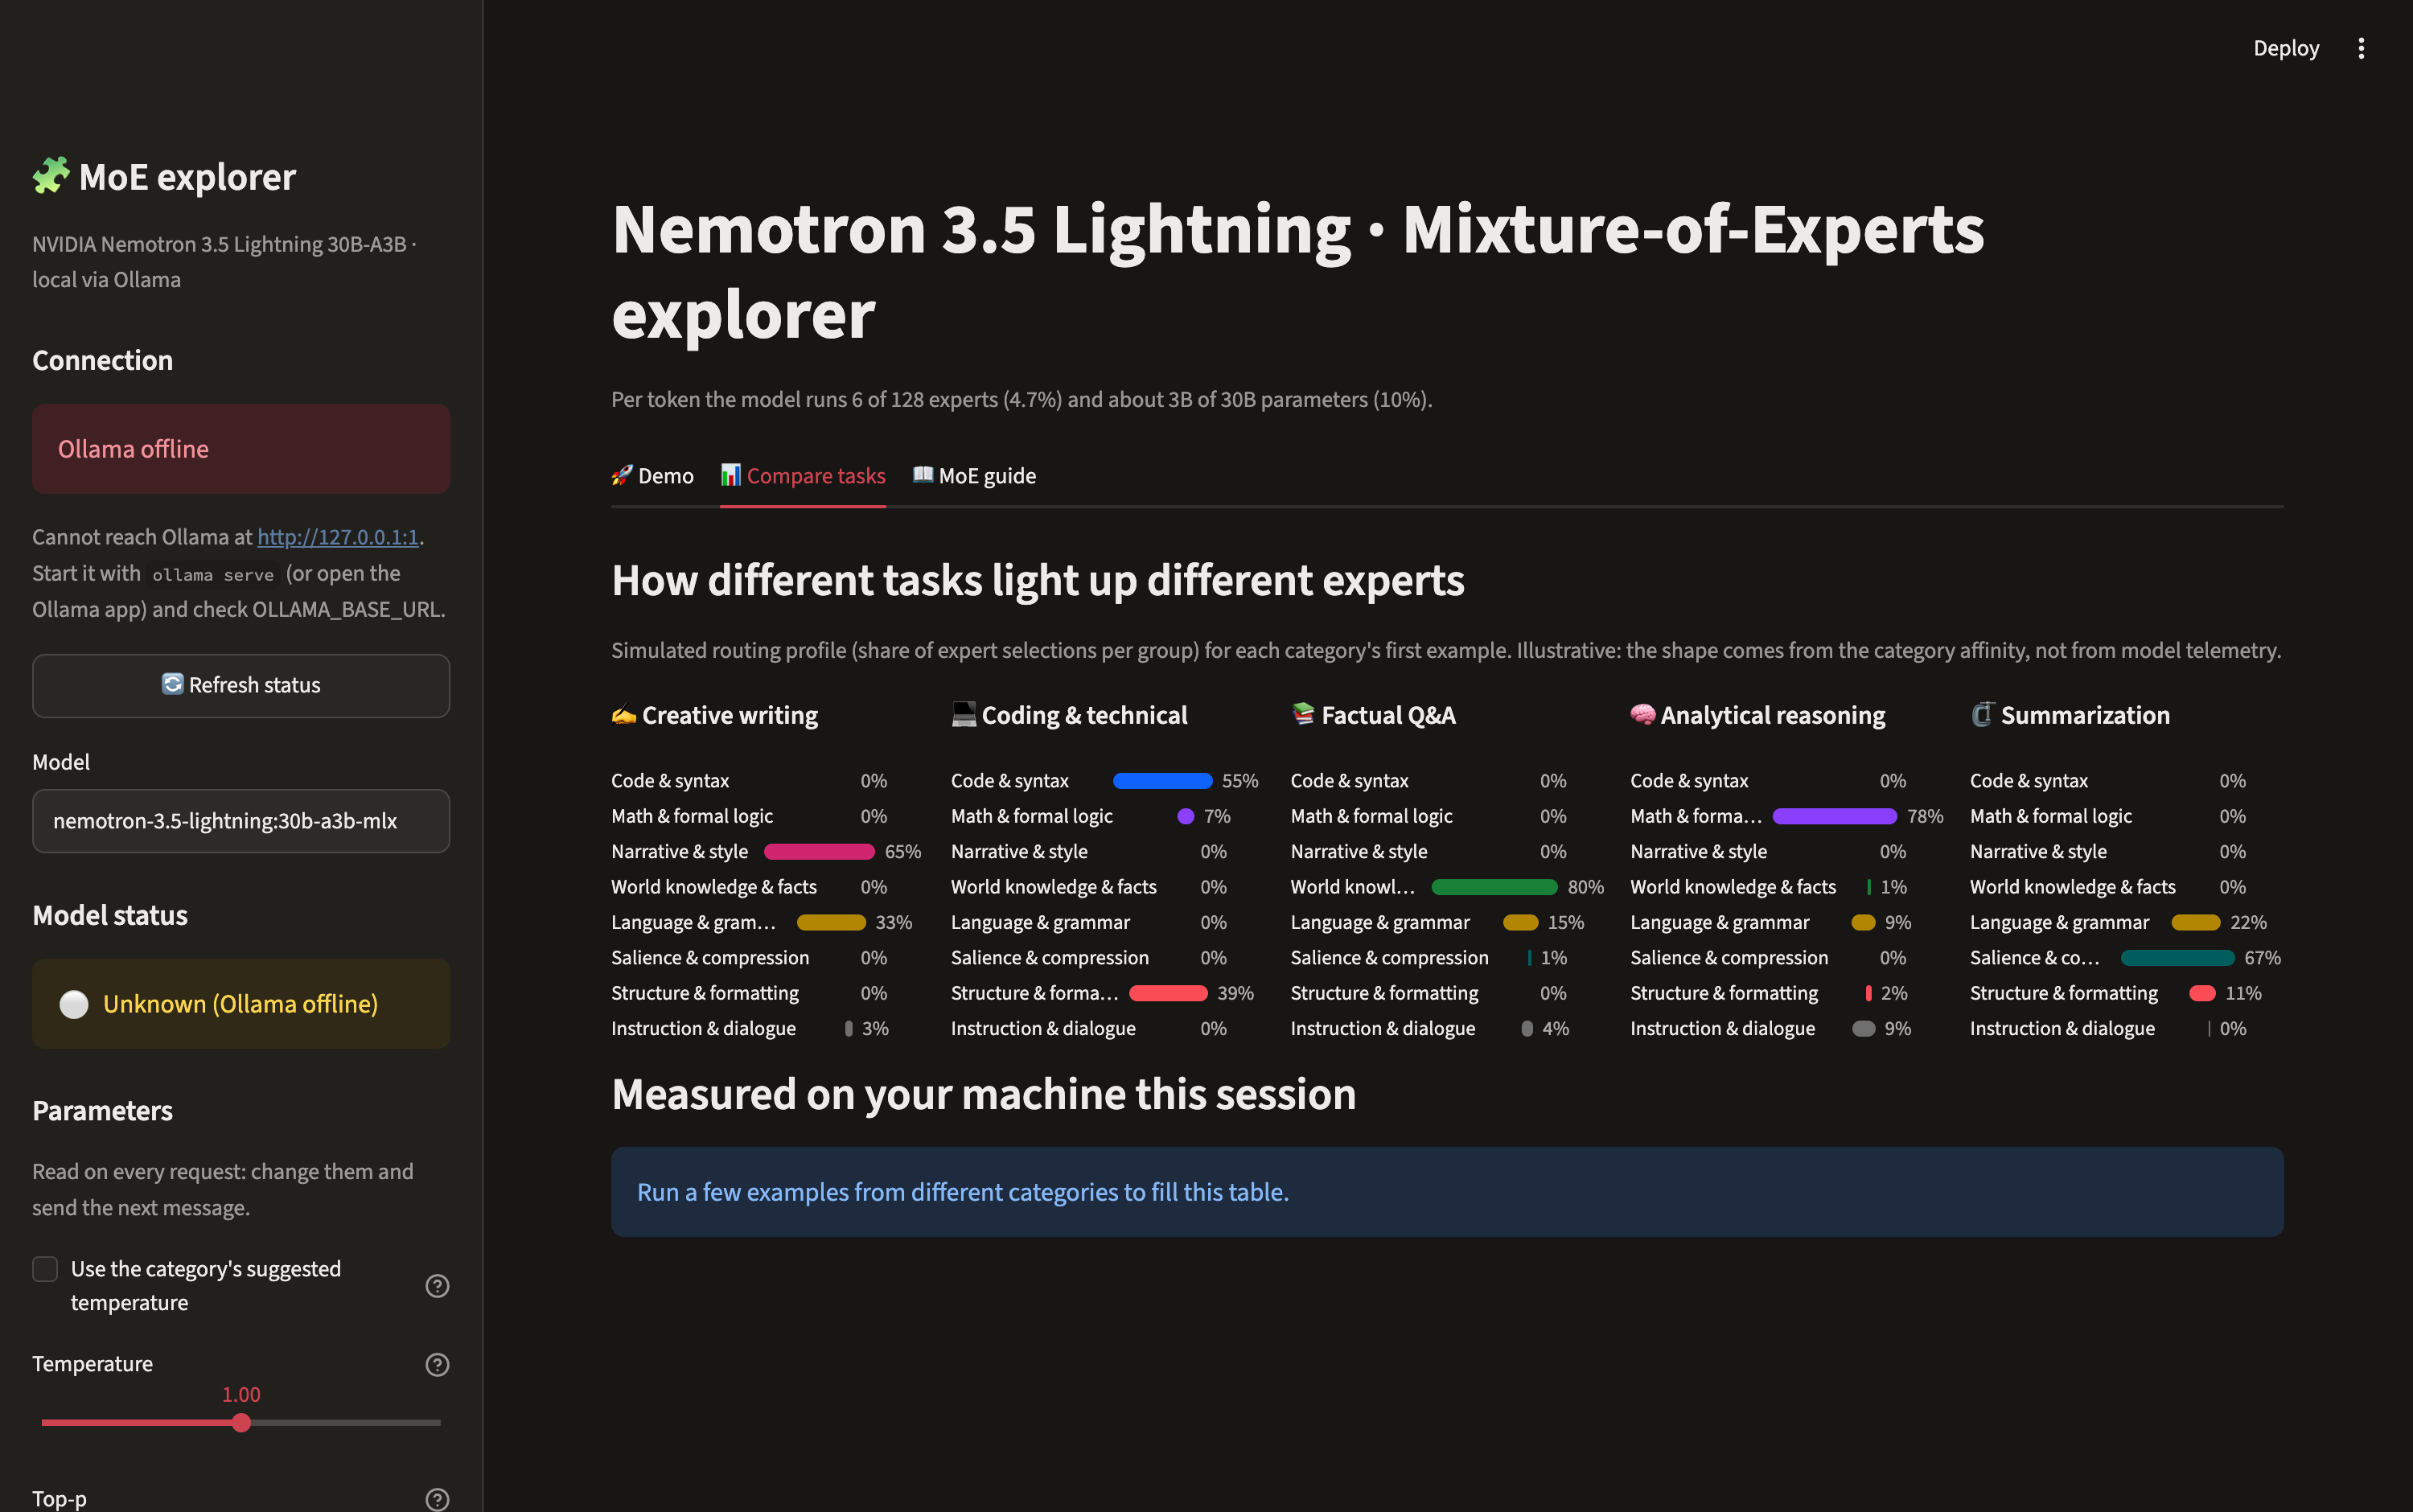 Deploy
🧩 MoE explorer
NVIDIA Nemotron 3.5 Lightning 30B-A3B ·
local via Ollama
Connection
Ollama offline
Cannot reach Ollama at http://127.0.0.1:1.
Start it with ollama serve (or open the
Ollama app) and check OLLAMA_BASE_URL.
🔄 Refresh status
Model
nemotron-3.5-lightning:30b-a3b-mlx
Model status
Unknown (Ollama offline)
Parameters
Read on every request: change them and
send the next message.
Use the category's suggested
temperature
Temperature
1.00
Top-p
Nemotron 3.5 Lightning · Mixture-of-Experts
explorer
Per token the model runs 6 of 128 experts (4.7%) and about 3B of 30B parameters (10%).
🚀 Demo 📊 Compare tasks 📖 MoE guide
How different tasks light up different experts
Simulated routing profile (share of expert selections per group) for each category's first example. Illustrative: the shape comes from the category affinity, not from model telemetry.
✍️ Creative writing
Code & syntax 0%
Math & formal logic 0%
Narrative & style 65%
World knowledge & facts 0%
Language & gram… 33%
Salience & compression 0%
Structure & formatting 0%
Instruction & dialogue 3%
💻 Coding & technical
Code & syntax 55%
Math & formal logic 7%
Narrative & style 0%
World knowledge & facts 0%
Language & grammar 0%
Salience & compression 0%
Structure & forma… 39%
Instruction & dialogue 0%
📚 Factual Q&A
Code & syntax 0%
Math & formal logic 0%
Narrative & style 0%
World knowl… 80%
Language & grammar 15%
Salience & compression 1%
Structure & formatting 0%
Instruction & dialogue 4%
🧠 Analytical reasoning
Code & syntax 0%
Math & forma… 78%
Narrative & style 0%
World knowledge & facts 1%
Language & grammar 9%
Salience & compression 0%
Structure & formatting 2%
Instruction & dialogue 9%
🗜️ Summarization
Code & syntax 0%
Math & formal logic 0%
Narrative & style 0%
World knowledge & facts 0%
Language & grammar 22%
Salience & co… 67%
Structure & formatting 11%
Instruction & dialogue 0%
Measured on your machine this session
Run a few examples from different categories to fill this table.